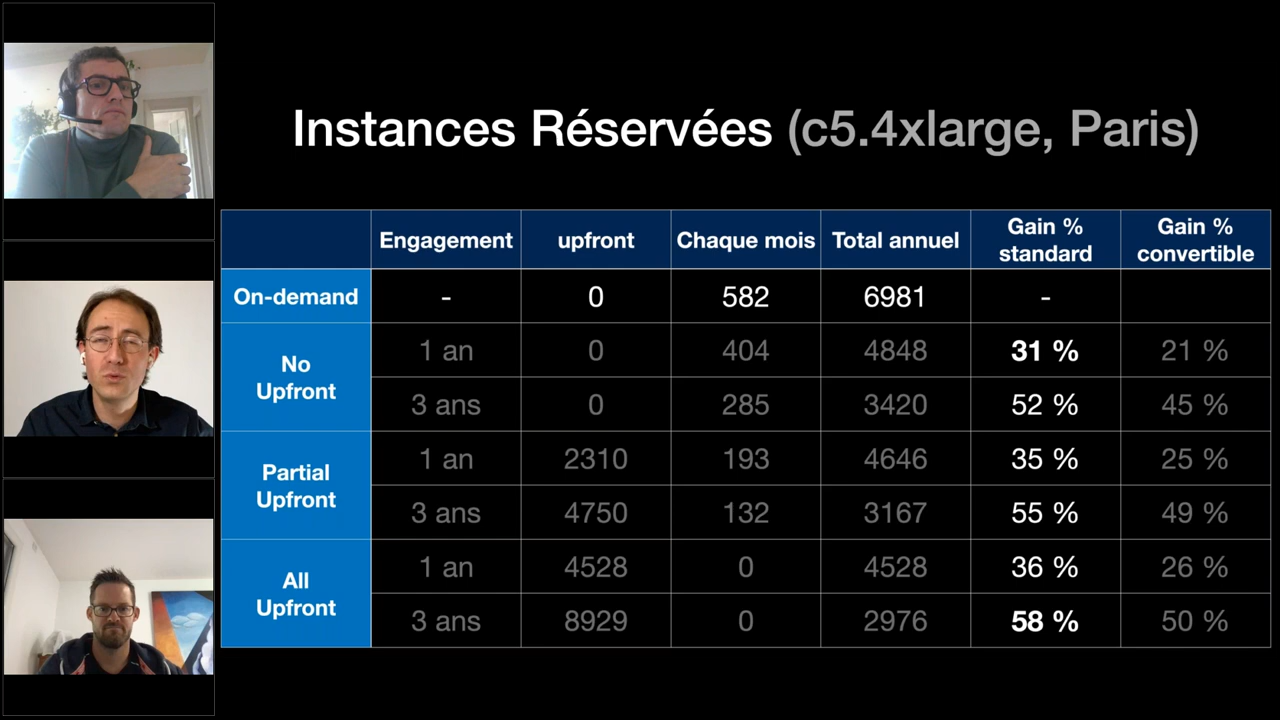 Instances Réservées (c5.4xlarge, Paris)
Engagement upfront Chaque mois Total annuel Gain % standard Gain % convertible
On-demand - 0 582 6981 -
No Upfront 1 an 0 404 4848 31 % 21 %
3 ans 0 285 3420 52 % 45 %
Partial Upfront 1 an 2310 193 4646 35 % 25 %
3 ans 4750 132 3167 55 % 49 %
All Upfront 1 an 4528 0 4528 36 % 26 %
3 ans 8929 0 2976 58 % 50 %